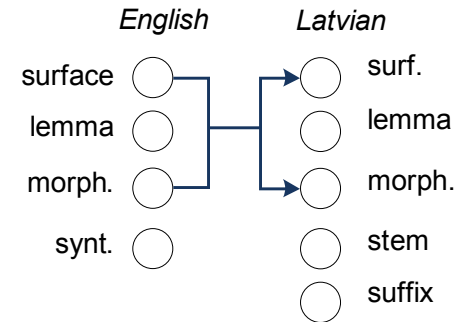 English Latvian
surface surf.
lemma lemma
morph. morph.
synt. stem
suffix